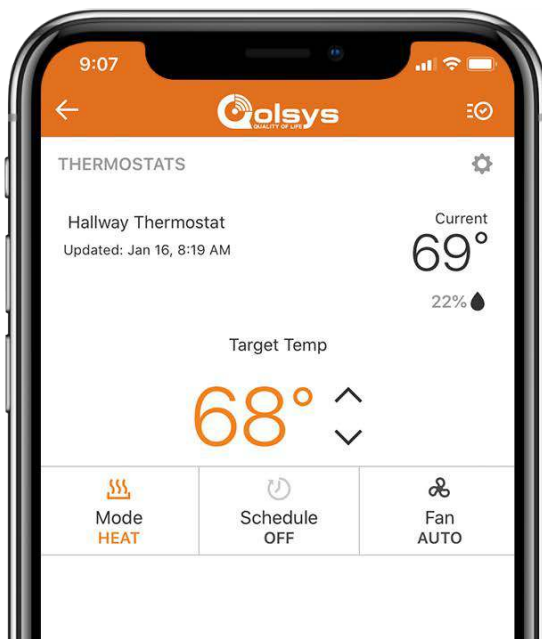 9:07
Qolsys
QUALITY OF LIFE
THERMOSTATS
Hallway Thermostat
Updated: Jan 16, 8:19 AM
Current
69°
22%
Target Temp
68°
Mode
HEAT
Schedule
OFF
Fan
AUTO